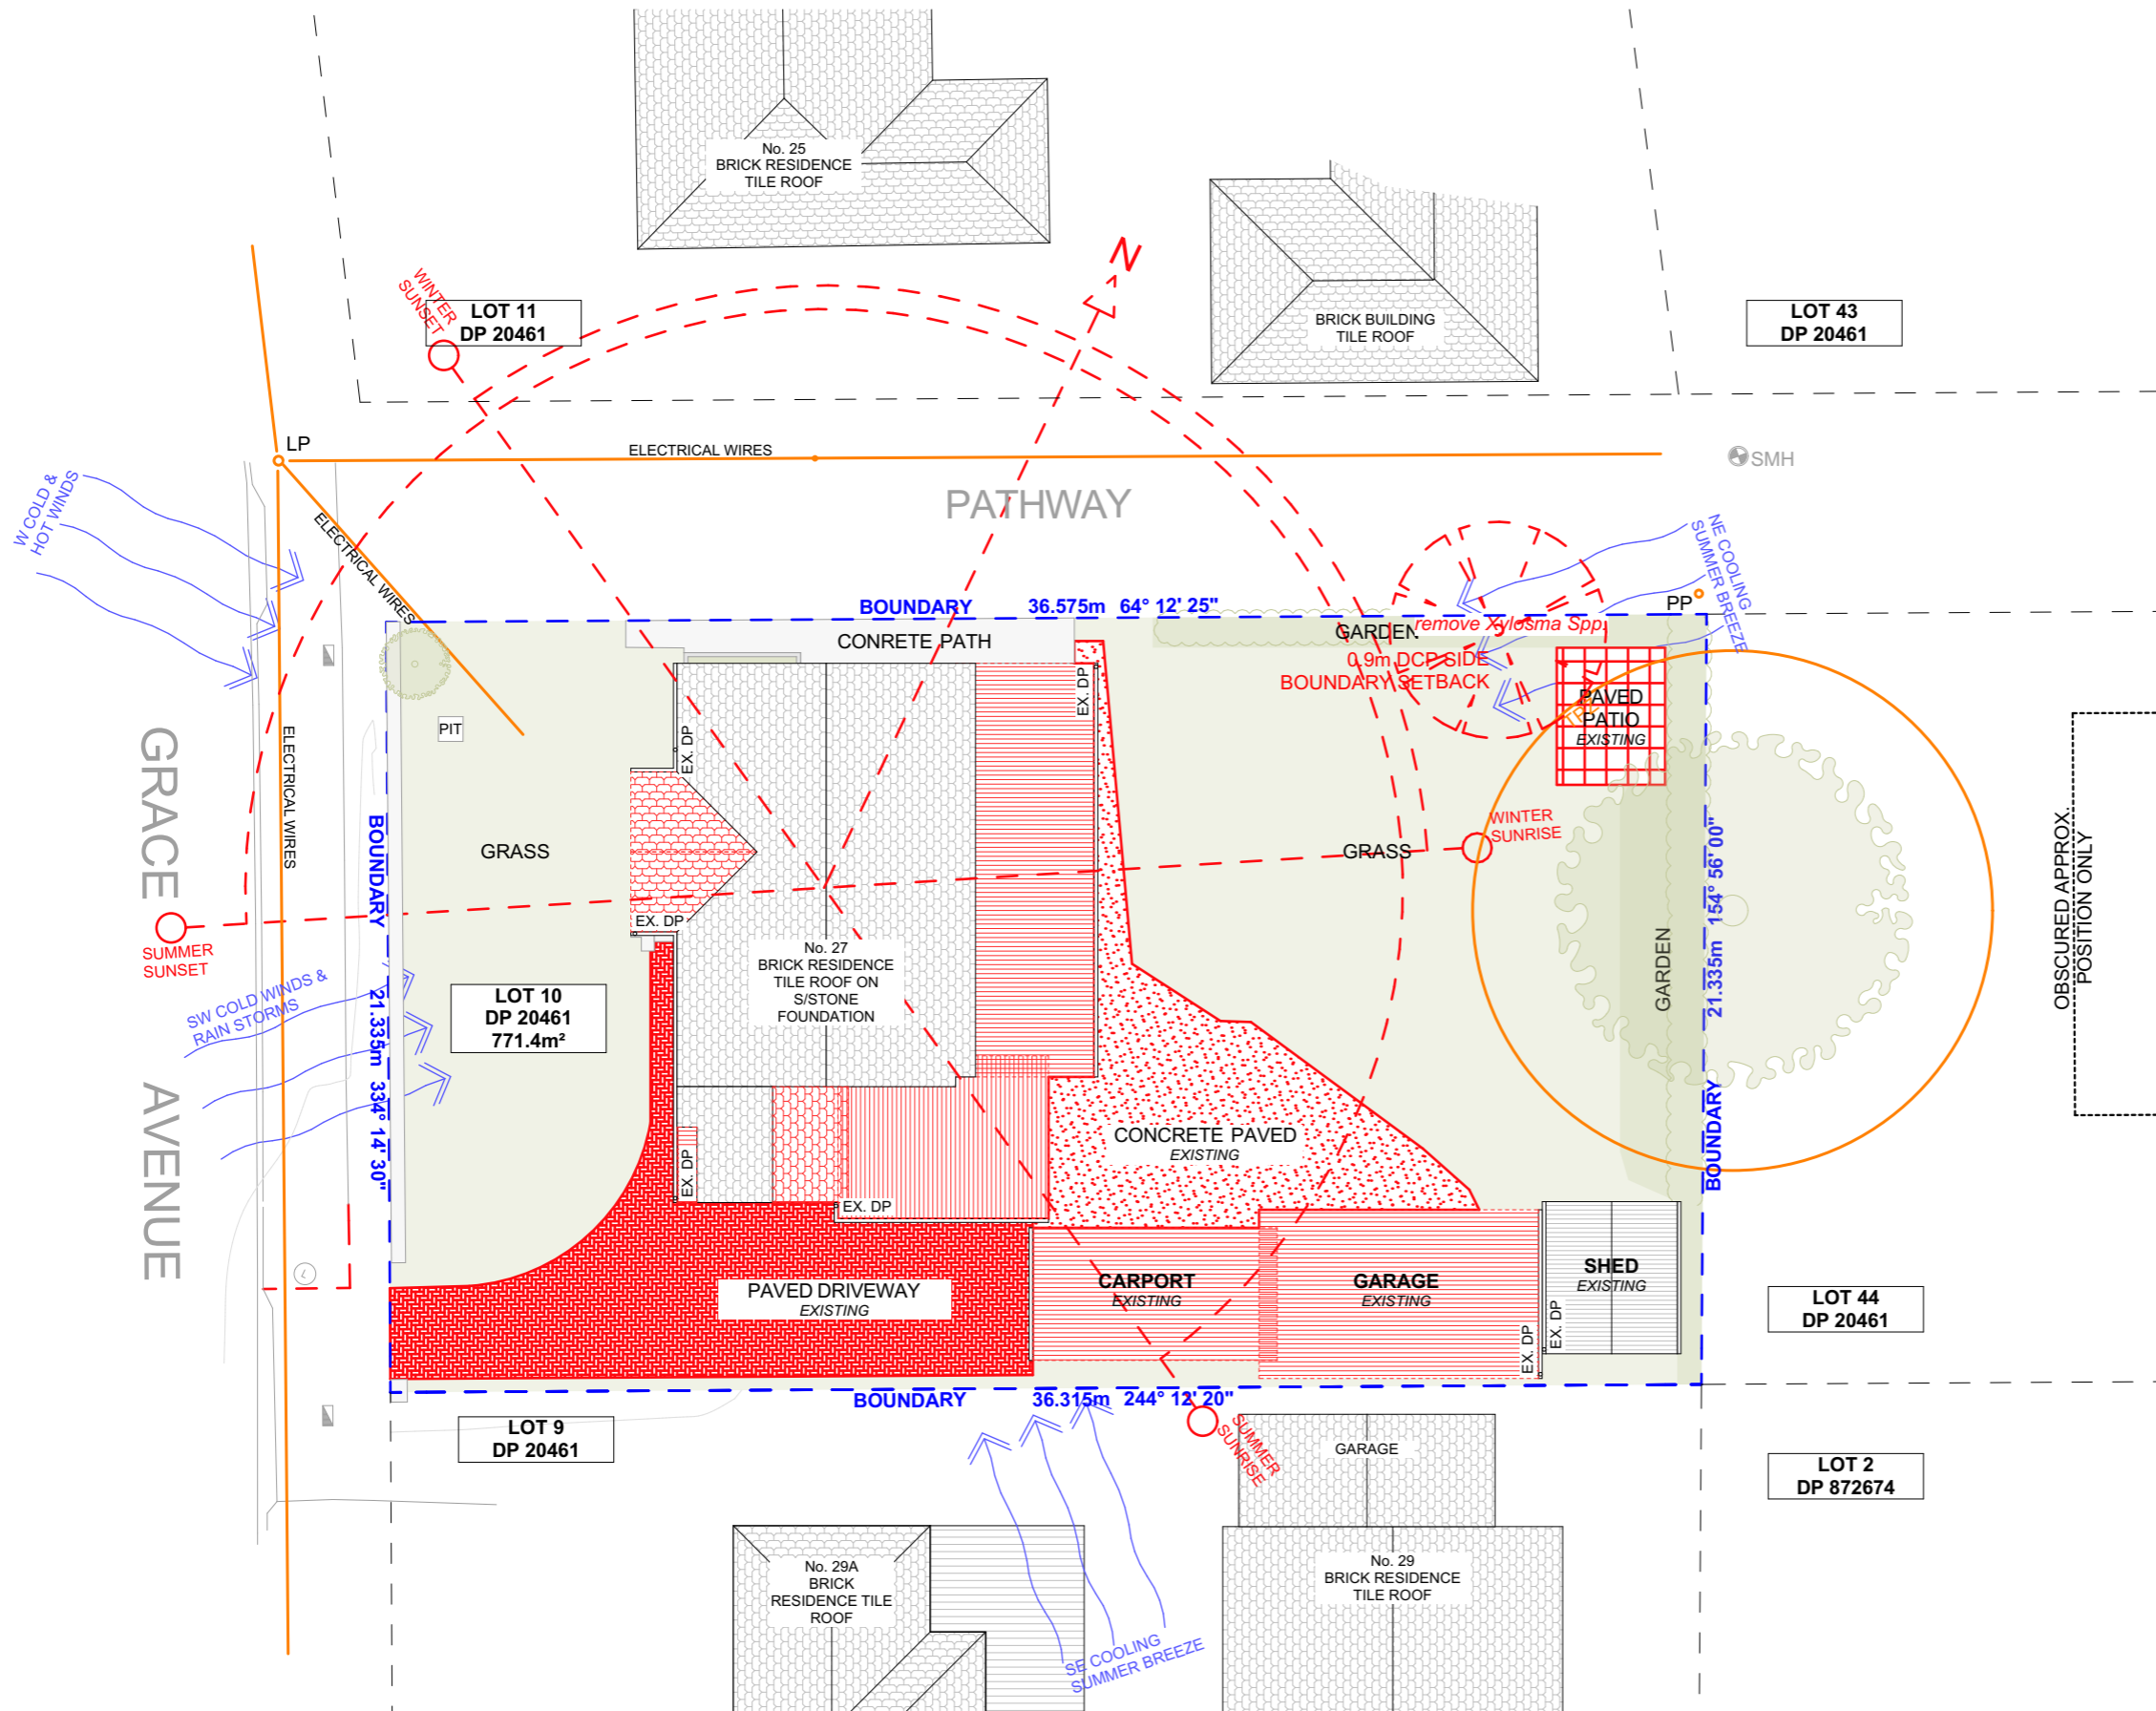 No. 25
BRICK RESIDENCE
TILE ROOF
N
WINTER
SUNSET
LOT 11
DP 20461
BRICK BUILDING
TILE ROOF
LOT 43
DP 20461
LP
ELECTRICAL WIRES
SMH
PATHWAY
W COLD &
HOT WINDS
ELECTRICAL WIRES
NE COOLING
SUMMER BREEZE
PP
BOUNDARY 36.575m 64° 12' 25"
CONRETE PATH
GARDEN
remove Xylosma Spp.
0.9m DCP SIDE
BOUNDARY SETBACK
EX. DP
EX. DP
PAVED
PATIO
EXISTING
TPZ
PIT
GRACE AVENUE
ELECTRICAL WIRES
GRASS
GRASS
WINTER
SUNRISE
BOUNDARY 21.335m 334° 14' 30"
BOUNDARY 21.335m 154° 56' 00"
GARDEN
OBSCURED APPROX.
POSITION ONLY
EX. DP
SUMMER
SUNSET
No. 27
BRICK RESIDENCE
TILE ROOF ON
S/STONE
FOUNDATION
SW COLD WINDS &
RAIN STORMS
LOT 10
DP 20461
771.4m²
CONCRETE PAVED
EXISTING
EX. DP
EX. DP
PAVED DRIVEWAY
EXISTING
CARPORT
EXISTING
GARAGE
EXISTING
SHED
EXISTING
EX. DP
EX. DP
LOT 44
DP 20461
BOUNDARY 36.315m 244° 12' 20"
LOT 9
DP 20461
SUMMER
SUNRISE
GARAGE
LOT 2
DP 872674
No. 29A
BRICK
RESIDENCE TILE
ROOF
No. 29
BRICK RESIDENCE
TILE ROOF
SE COOLING
SUMMER BREEZE